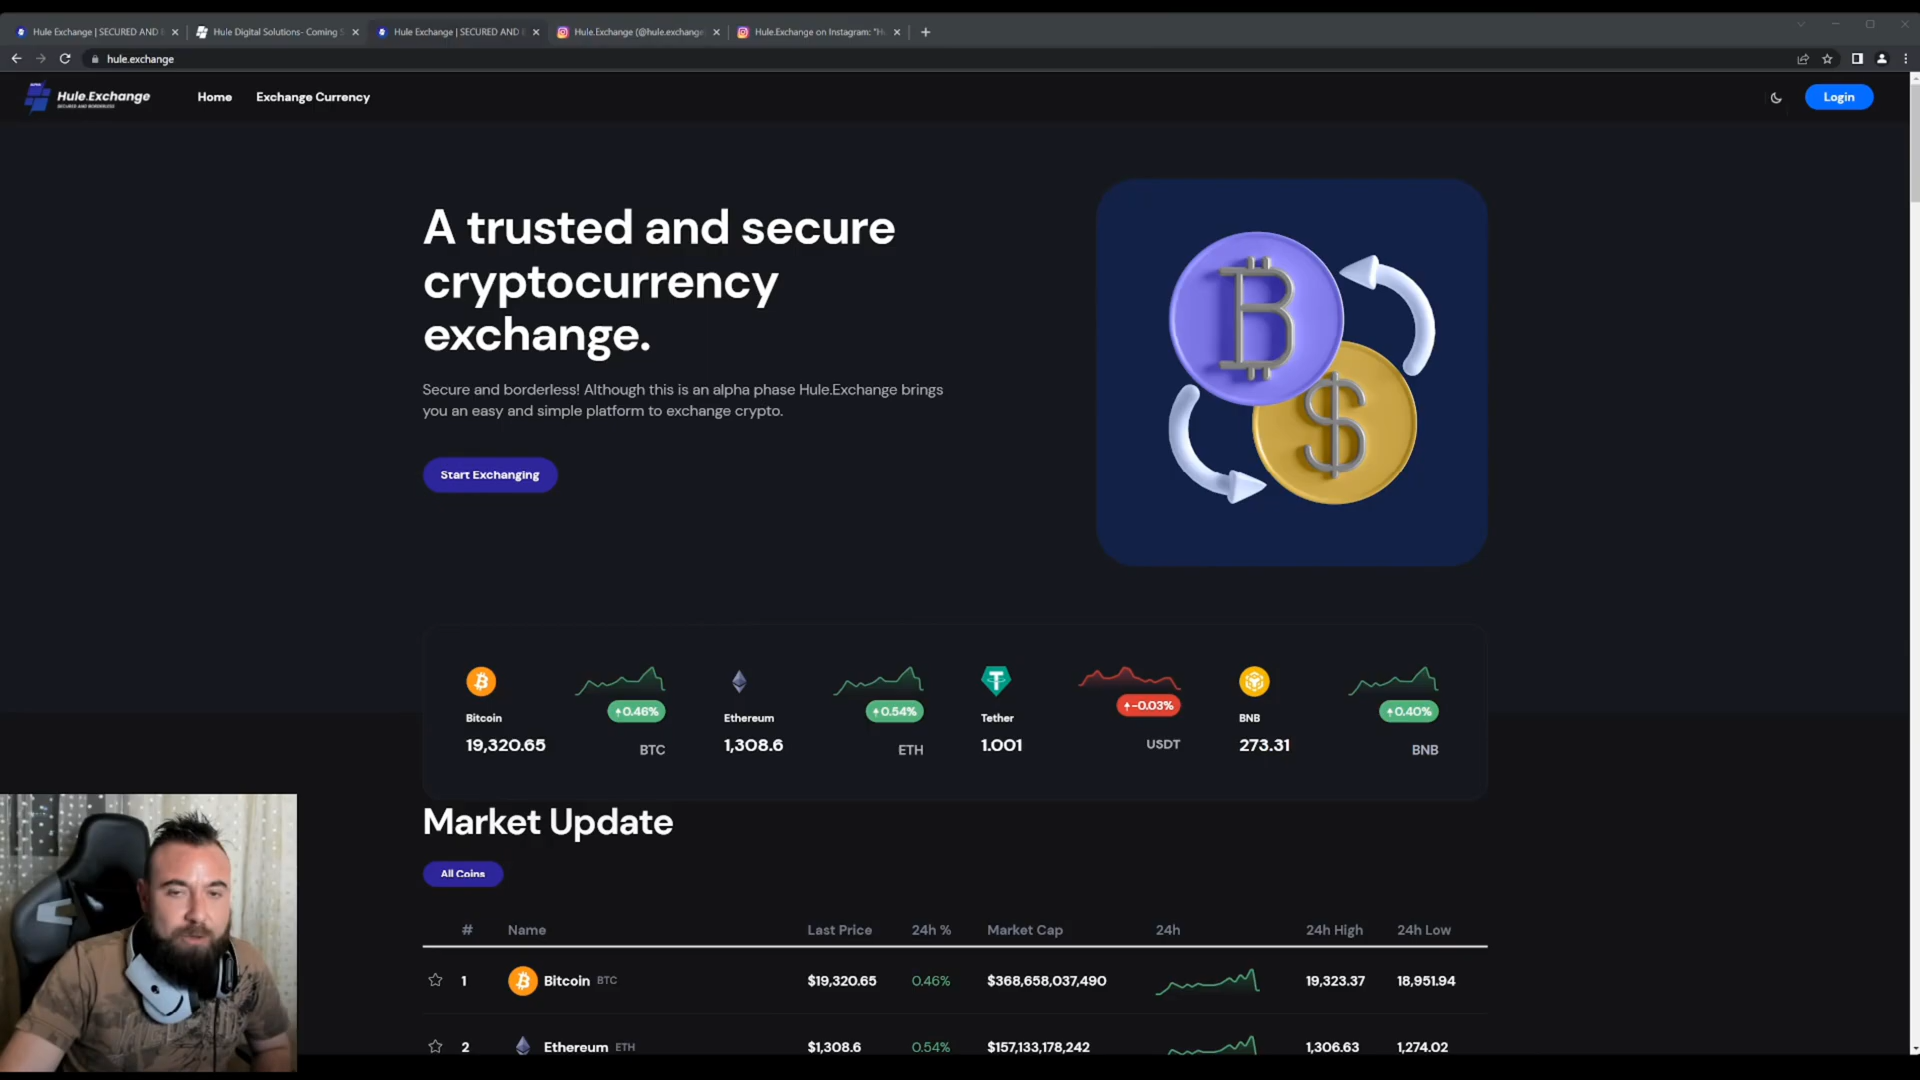 Hule Exchange | SECURED AND
Hule Digital Solutions- Coming
Hule Exchange | SECURED AND
Hule.Exchange (@hule.exchange
Hule.Exchange on Instagram: "H
hule.exchange
Hule.Exchange
SECURED AND BORDERLESS
Home
Exchange Currency
Login
A trusted and secure
cryptocurrency
exchange.
Secure and borderless! Although this is an alpha phase Hule.Exchange brings
you an easy and simple platform to exchange crypto.
Start Exchanging
0.46%
Bitcoin
19,320.65 BTC
0.54%
Ethereum
1,308.6 ETH
-0.03%
Tether
1.001 USDT
0.40%
BNB
273.31 BNB
Market Update
All Coins
# Name Last Price 24h % Market Cap 24h 24h High 24h Low
1 Bitcoin BTC $19,320.65 0.46% $368,658,037,490 19,323.37 18,951.94
2 Ethereum ETH $1,308.6 0.54% $157,133,178,242 1,306.63 1,274.02